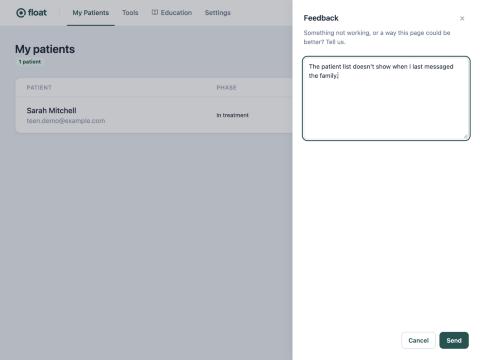 float
My Patients
Tools
Education
Settings
My patients
1 patient
PATIENT
PHASE
Sarah Mitchell
teen.demo@example.com
In treatment
Feedback
×
Something not working, or a way this page could be
better? Tell us.
The patient list doesn't show when I last messaged
the family.
Cancel
Send